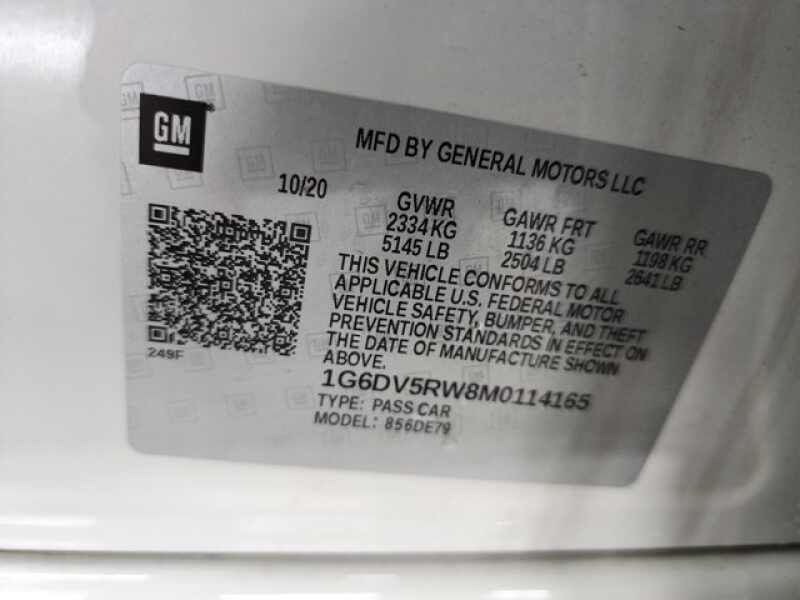 GM
MFD BY GENERAL MOTORS LLC
10/20
GVWR
2334 KG
5145 LB
GAWR FRT
1136 KG
2504 LB
GAWR RR
1198 KG
2641 LB
THIS VEHICLE CONFORMS TO ALL
APPLICABLE U.S. FEDERAL MOTOR
VEHICLE SAFETY, BUMPER, AND THEFT
PREVENTION STANDARDS IN EFFECT ON
THE DATE OF MANUFACTURE SHOWN
ABOVE.
249F
1G6DV5RW8M0114165
TYPE: PASS CAR
MODEL: 856DE79